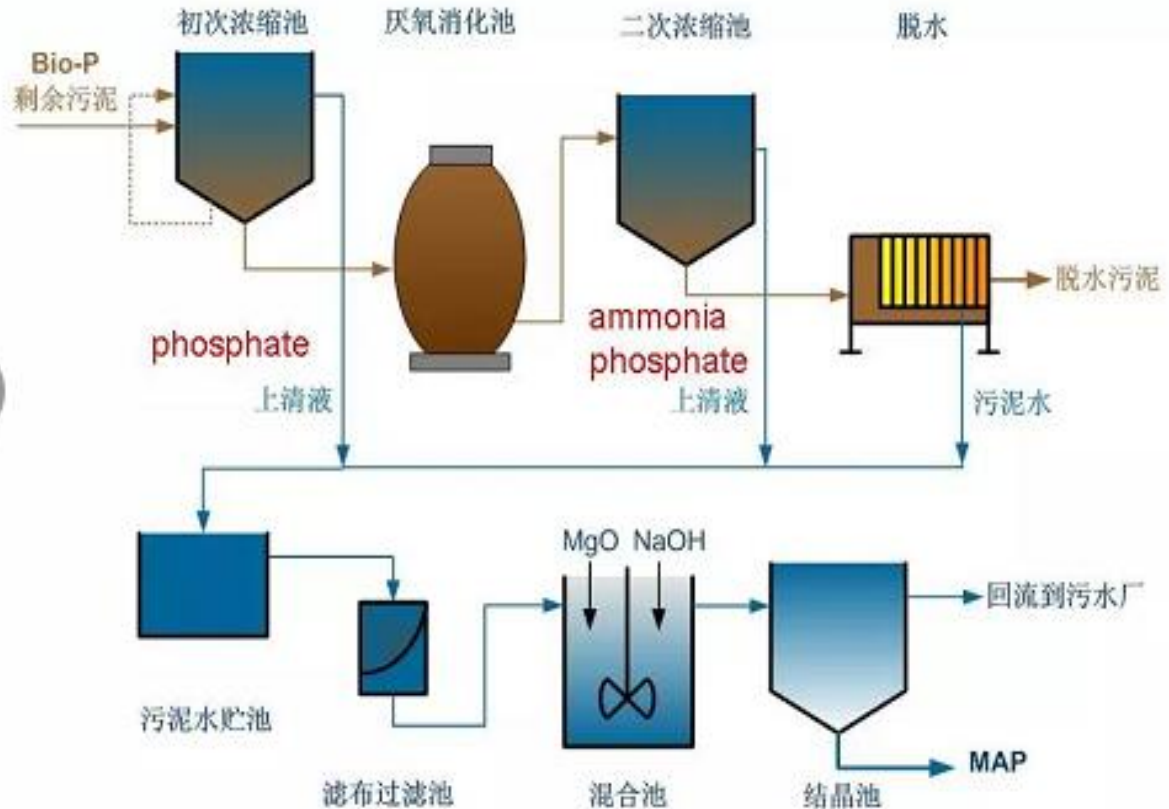 初次浓缩池
厌氧消化池
二次浓缩池
脱水
Bio-P
剩余污泥
脱水污泥
phosphate
ammonia
phosphate
上清液
上清液
污泥水
MgO NaOH
回流到污水厂
污泥水贮池
MAP
滤布过滤池
混合池
结晶池